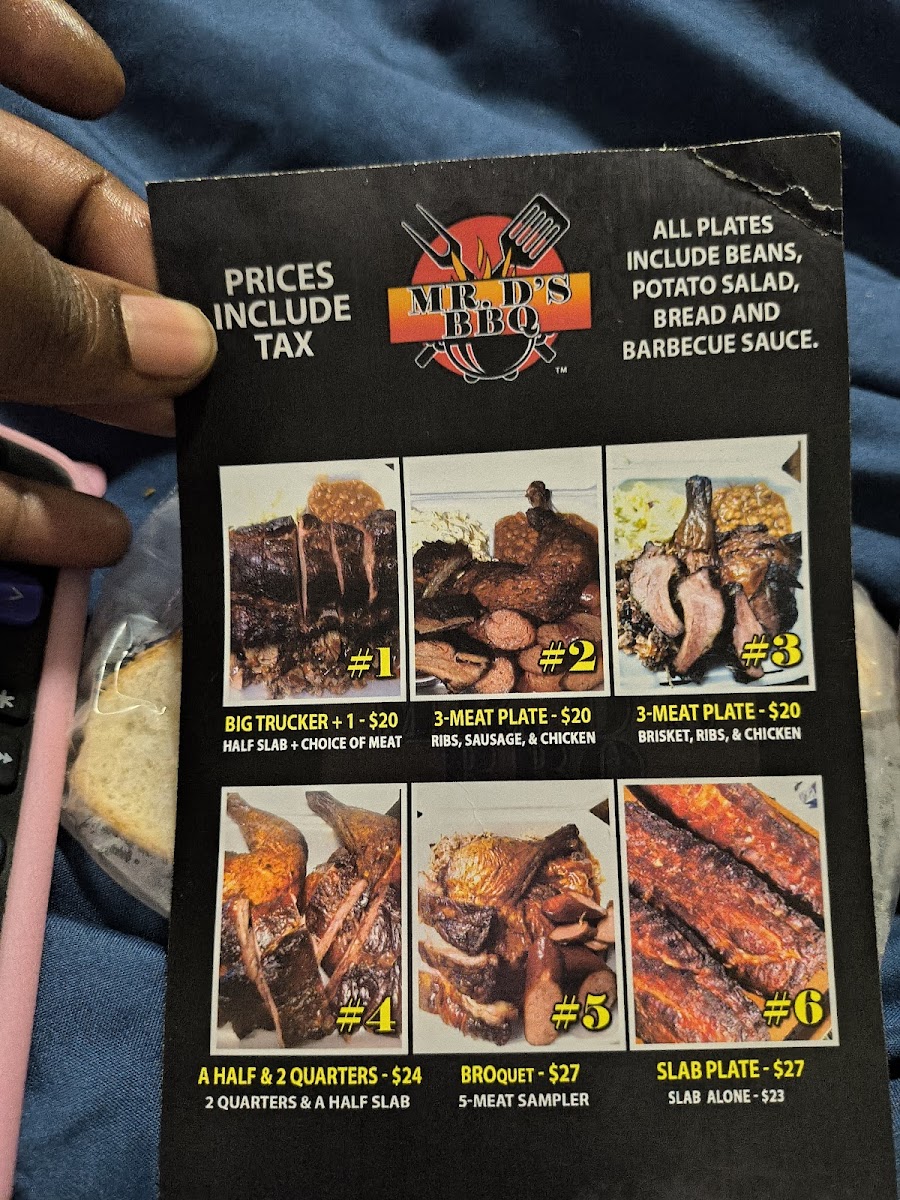 PRICES
INCLUDE
TAX
MR. D'S
BBQ
TM
ALL PLATES
INCLUDE BEANS,
POTATO SALAD,
BREAD AND
BARBECUE SAUCE.
#1
BIG TRUCKER + 1 - $20
HALF SLAB + CHOICE OF MEAT
#2
3-MEAT PLATE - $20
RIBS, SAUSAGE, & CHICKEN
#3
3-MEAT PLATE - $20
BRISKET, RIBS, & CHICKEN
#4
A HALF & 2 QUARTERS - $24
2 QUARTERS & A HALF SLAB
#5
BROQUET - $27
5-MEAT SAMPLER
#6
SLAB PLATE - $27
SLAB ALONE - $23